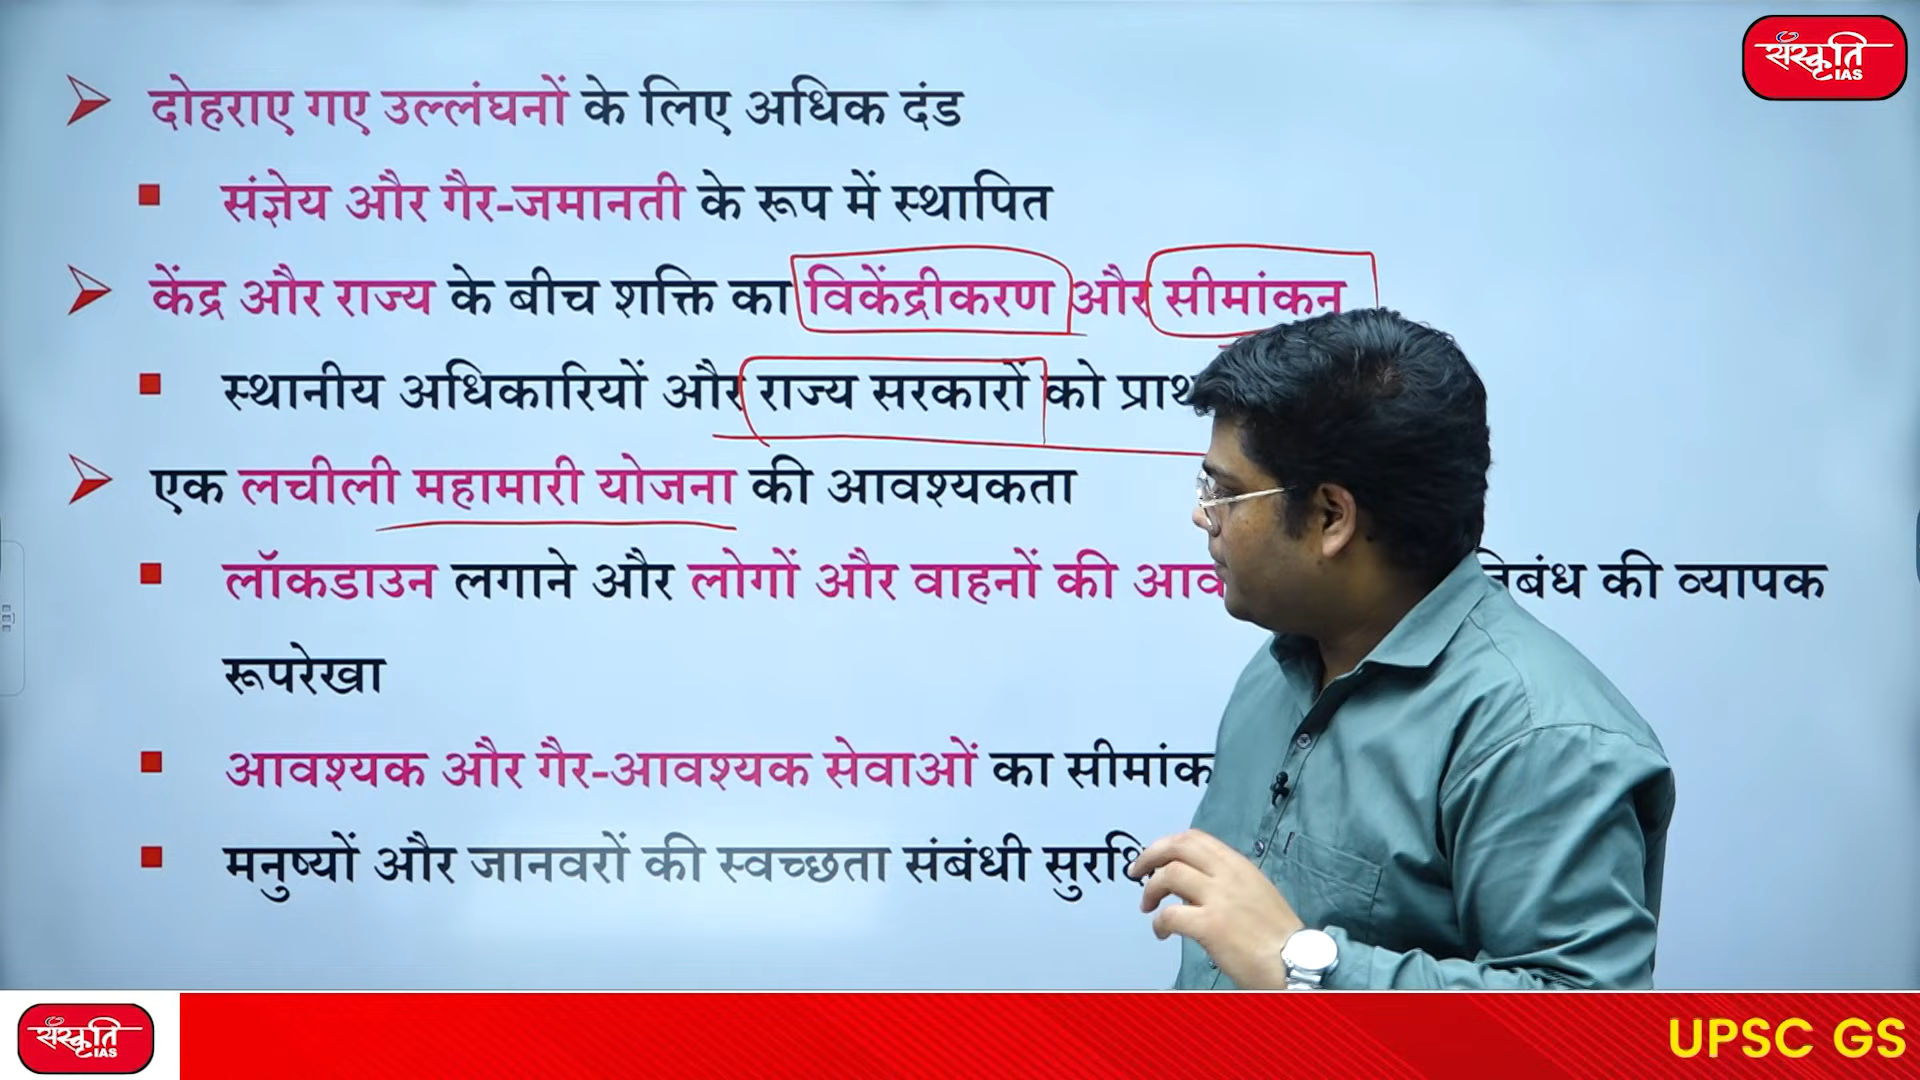 संस्कृति
IAS
दोहराए गए उल्लंघनों के लिए अधिक दंड
संज्ञेय और गैर-जमानती के रूप में स्थापित
केंद्र और राज्य के बीच शक्ति का विकेंद्रीकरण और सीमांकन
स्थानीय अधिकारियों और राज्य सरकारों को
एक लचीली महामारी योजना की आवश्यकता
लॉकडाउन लगाने और लोगों और वाहनों की की व्यापक
रूपरेखा
आवश्यक और गैर-आवश्यक सेवाओं का
मनुष्यों और जानवरों की स्वच्छता संबंधी
संस्कृति
IAS
UPSC GS